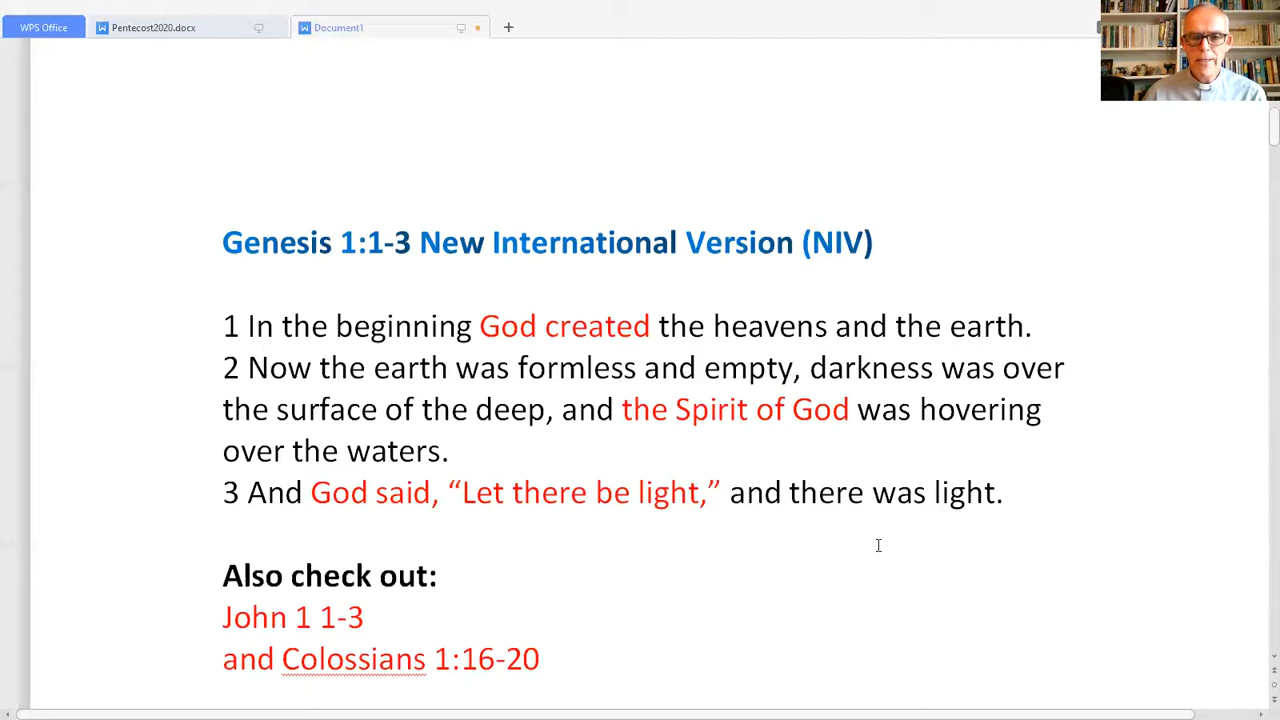 WPS Office
Pentecost2020.docx
Document1
Genesis 1:1-3 New International Version (NIV)
1 In the beginning God created the heavens and the earth.
2 Now the earth was formless and empty, darkness was over
the surface of the deep, and the Spirit of God was hovering
over the waters.
3 And God said, “Let there be light,” and there was light.
Also check out:
John 1 1-3
and Colossians 1:16-20